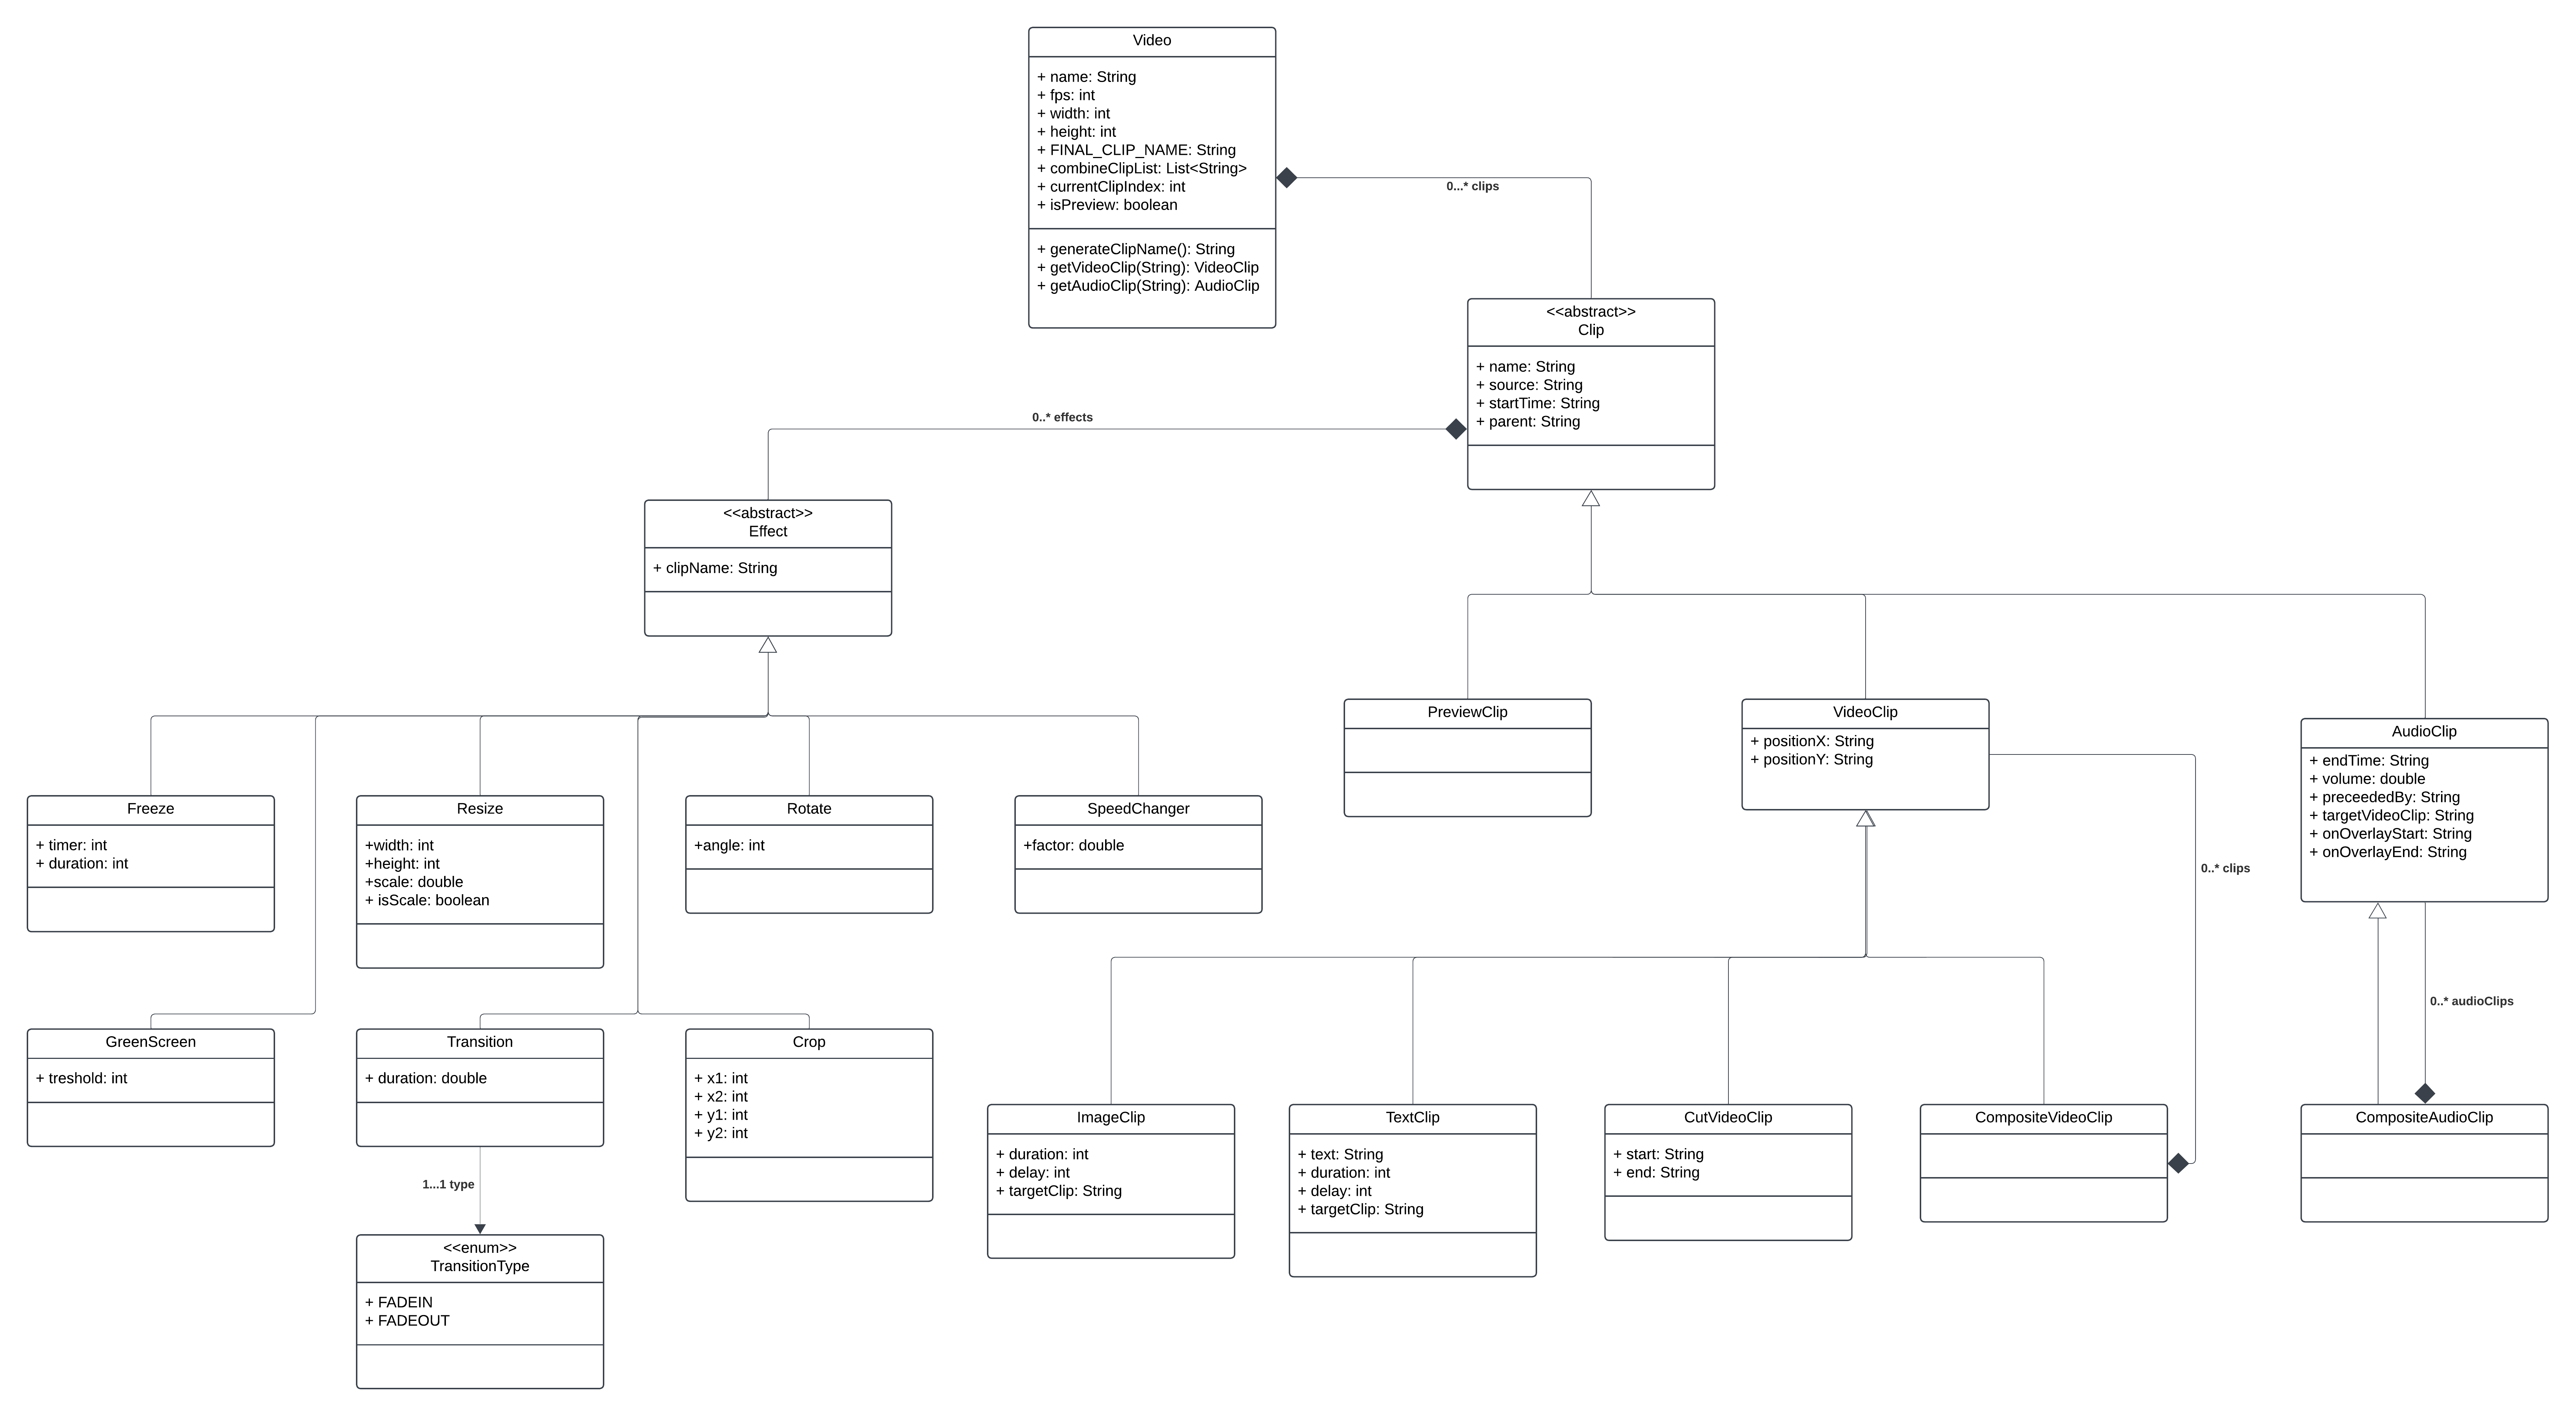 Video
+ name: String
+ fps: int
+ width: int
+ height: int
+ FINAL_CLIP_NAME: String
+ combineClipList: List<String>
+ currentClipIndex: int
+ isPreview: boolean
+ generateClipName(): String
+ getVideoClip(String): VideoClip
+ getAudioClip(String): AudioClip
0...* clips
<<abstract>>
Clip
+ name: String
+ source: String
+ startTime: String
+ parent: String
0..* effects
<<abstract>>
Effect
+ clipName: String
PreviewClip
VideoClip
+ positionX: String
+ positionY: String
AudioClip
+ endTime: String
+ volume: double
+ preceededBy: String
+ targetVideoClip: String
+ onOverlayStart: String
+ onOverlayEnd: String
0..* clips
0..* audioClips
Freeze
+ timer: int
+ duration: int
Resize
+width: int
+height: int
+scale: double
+ isScale: boolean
Rotate
+angle: int
SpeedChanger
+factor: double
GreenScreen
+ treshold: int
Transition
+ duration: double
Crop
+ x1: int
+ x2: int
+ y1: int
+ y2: int
1...1 type
<<enum>>
TransitionType
+ FADEIN
+ FADEOUT
ImageClip
+ duration: int
+ delay: int
+ targetClip: String
TextClip
+ text: String
+ duration: int
+ delay: int
+ targetClip: String
CutVideoClip
+ start: String
+ end: String
CompositeVideoClip
CompositeAudioClip